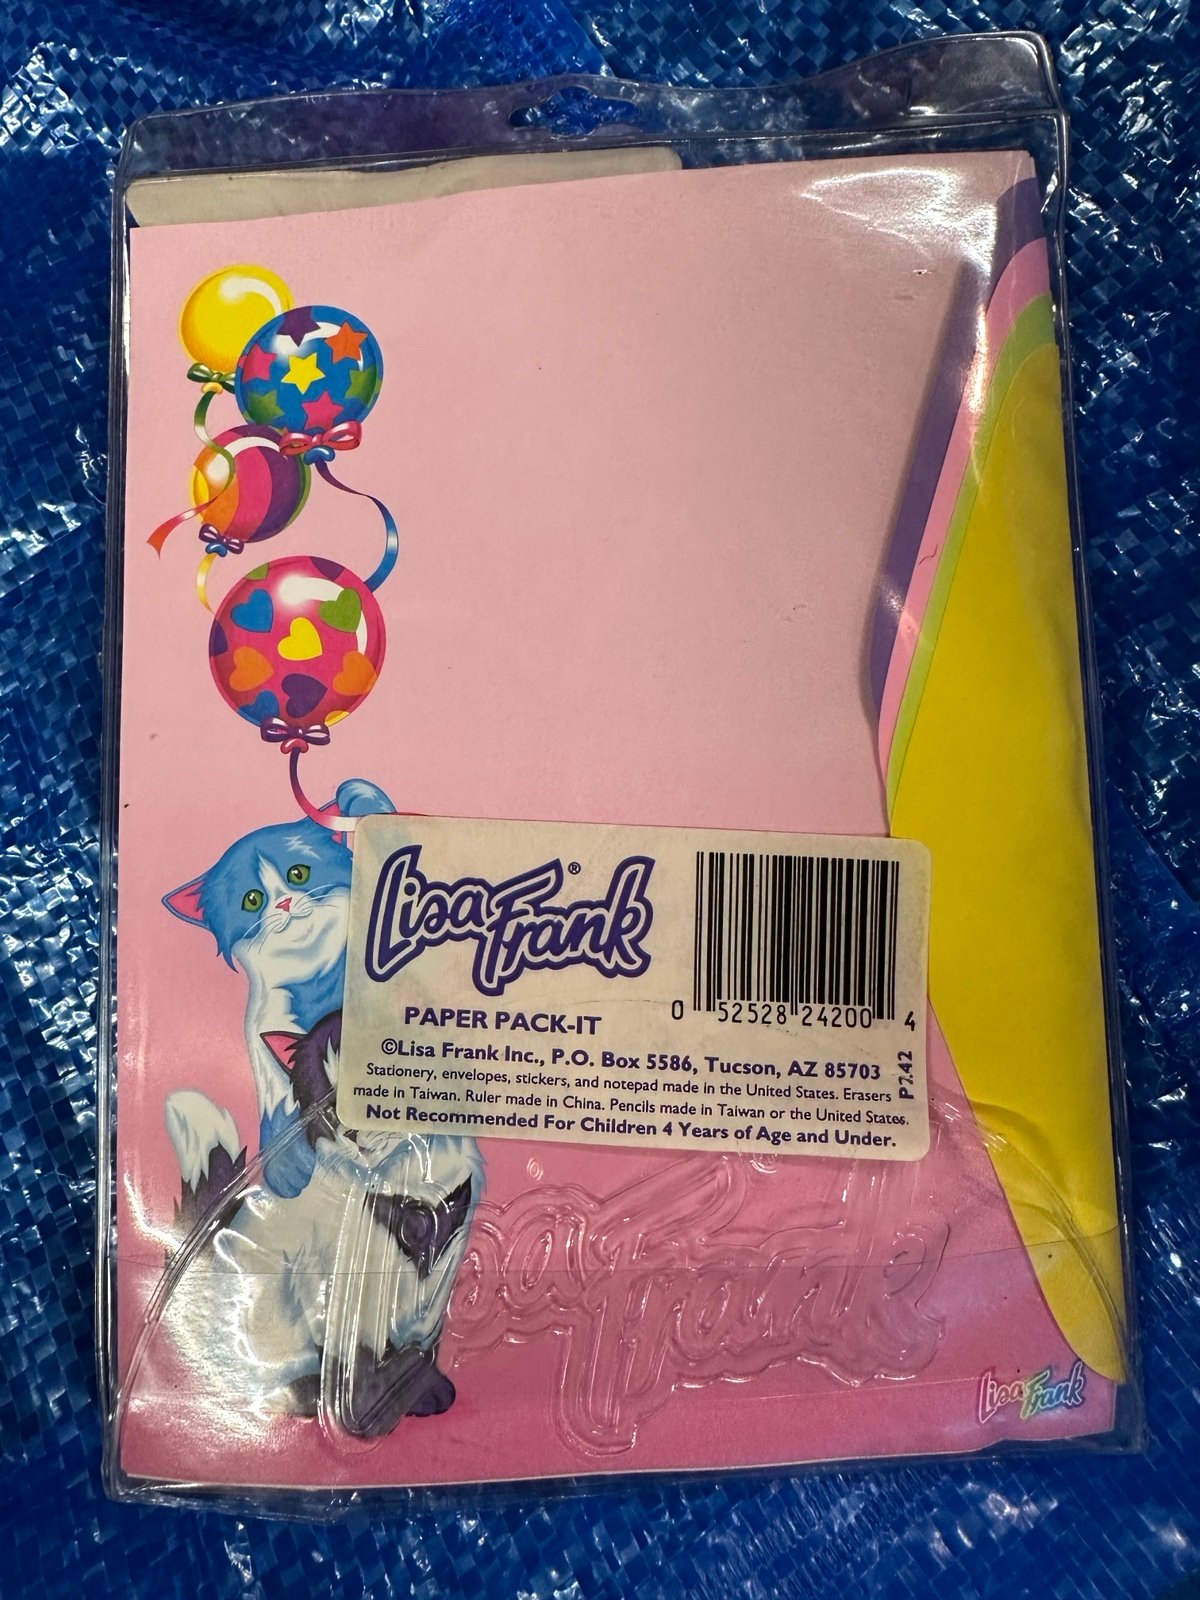 Lisa Frank®
PAPER PACK-IT
©Lisa Frank Inc., P.O. Box 5586, Tucson, AZ 85703
Stationery, envelopes, stickers, and notepad made in the United States. Erasers
made in Taiwan. Ruler made in China. Pencils made in Taiwan or the United States.
Not Recommended For Children 4 Years of Age and Under.
0 52528 24200 4
P7.42
Lisa Frank
Lisa Frank